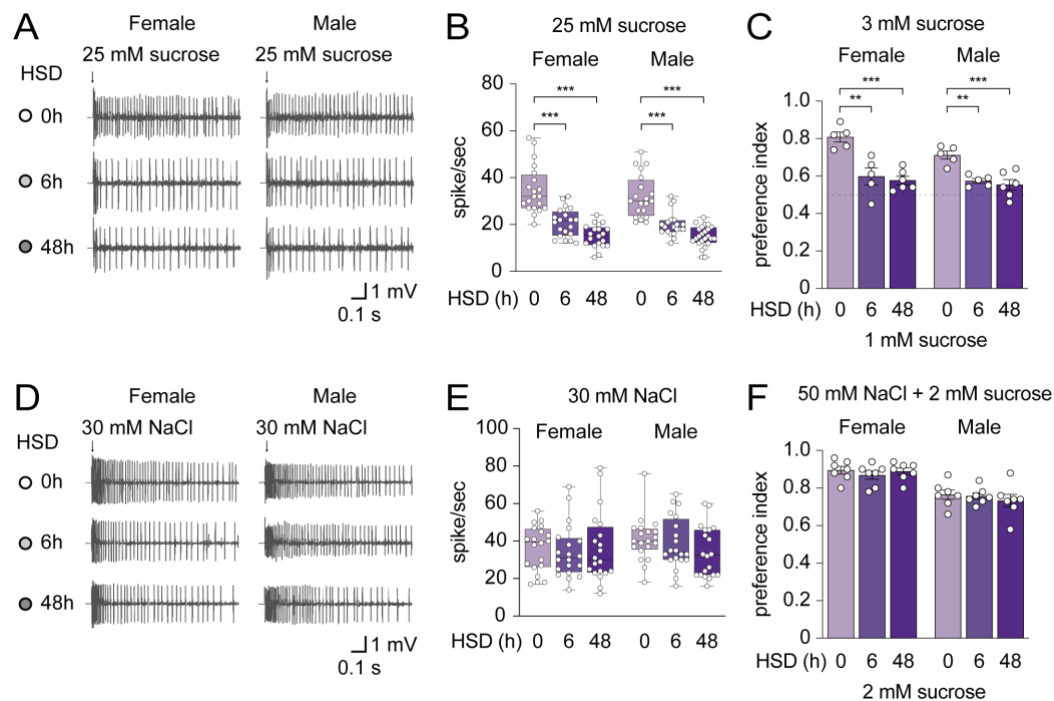 A
Female
Male
25 mM sucrose
25 mM sucrose
HSD
0h
6h
48h
1 mV
0.1 s
B
25 mM sucrose
Female
Male
80
60
40
20
0
spike/sec
***
***
***
***
HSD (h) 0 6 48 0 6 48
C
3 mM sucrose
Female
Male
1.0
0.8
0.6
0.4
0.2
0
preference index
***
**
***
**
HSD (h) 0 6 48 0 6 48
1 mM sucrose
D
Female
Male
30 mM NaCl
30 mM NaCl
HSD
0h
6h
48h
1 mV
0.1 s
E
30 mM NaCl
Female
Male
100
80
60
40
20
0
spike/sec
HSD (h) 0 6 48 0 6 48
F
50 mM NaCl + 2 mM sucrose
Female
Male
1.0
0.8
0.6
0.4
0.2
0
preference index
HSD (h) 0 6 48 0 6 48
2 mM sucrose